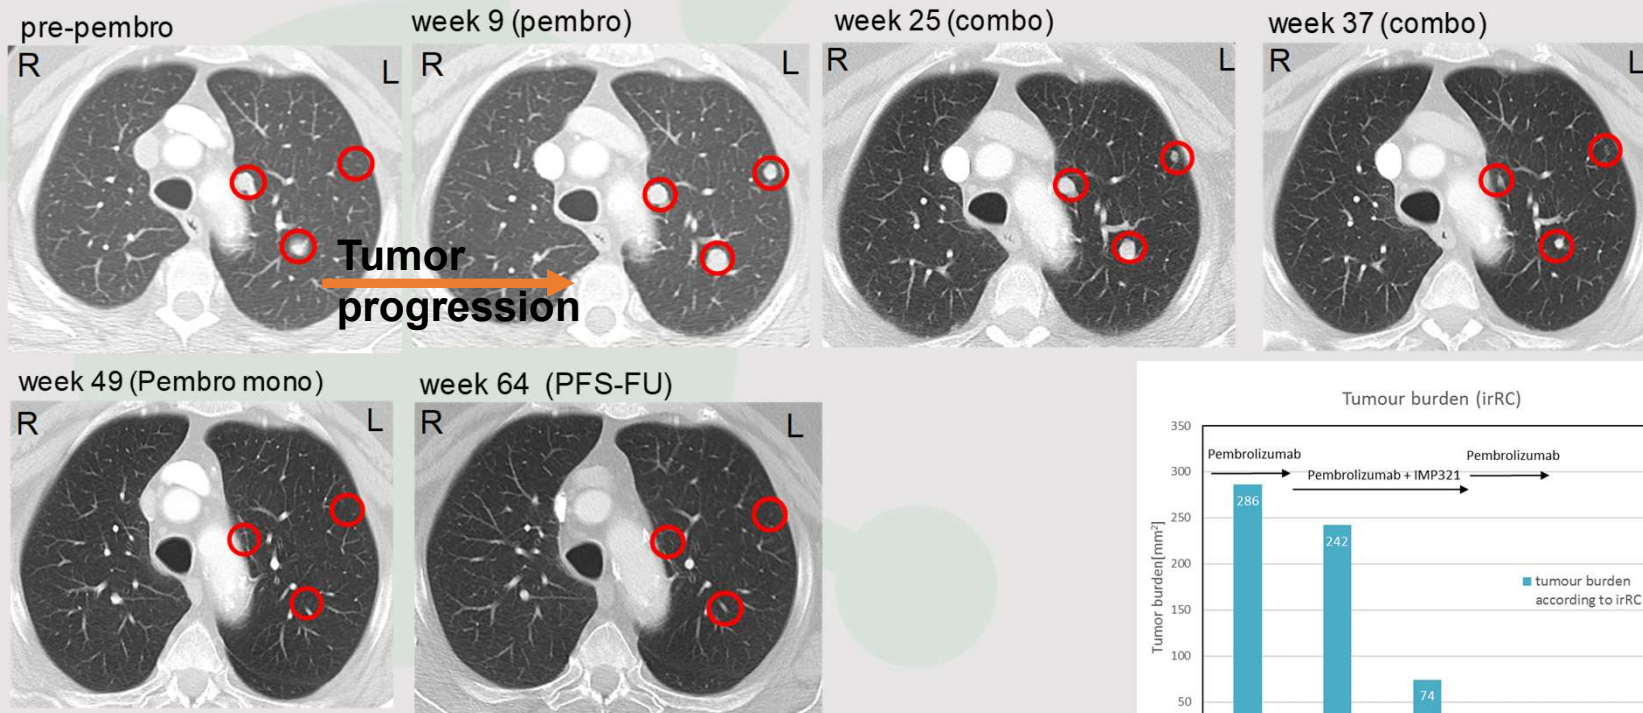 pre-pembro
week 9 (pembro)
week 25 (combo)
week 37 (combo)
R
L
R
L
R
L
R
L
Tumor
progression
week 49 (Pembro mono)
week 64 (PFS-FU)
R
L
R
L
Tumour burden (irRC)
350
300
250
200
150
100
50
Tumor burden[mm²]
Pembrolizumab
Pembrolizumab + IMP321
Pembrolizumab
286
242
74
tumour burden
according to irRC